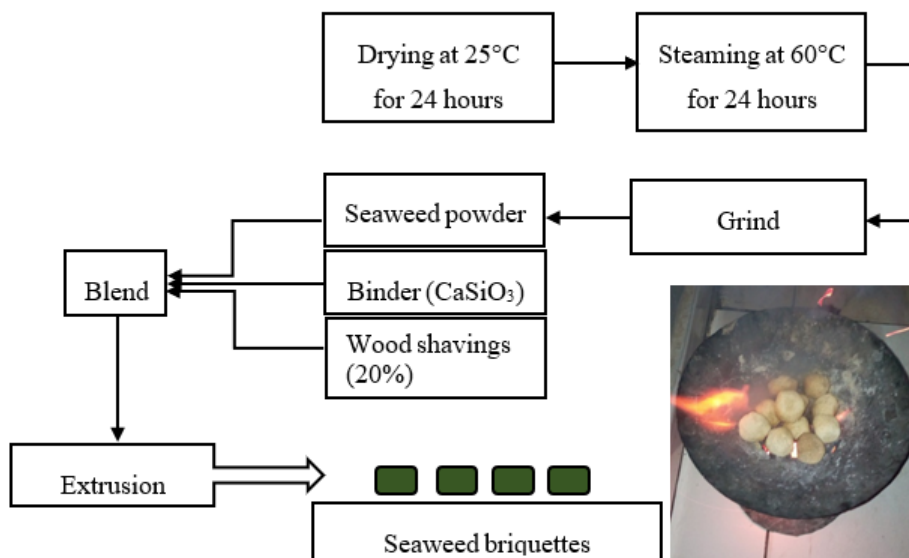 Drying at 25°C
for 24 hours
Steaming at 60°C
for 24 hours
Seaweed powder
Grind
Blend
Binder (CaSiO₃)
Wood shavings
(20%)
Extrusion
Seaweed briquettes